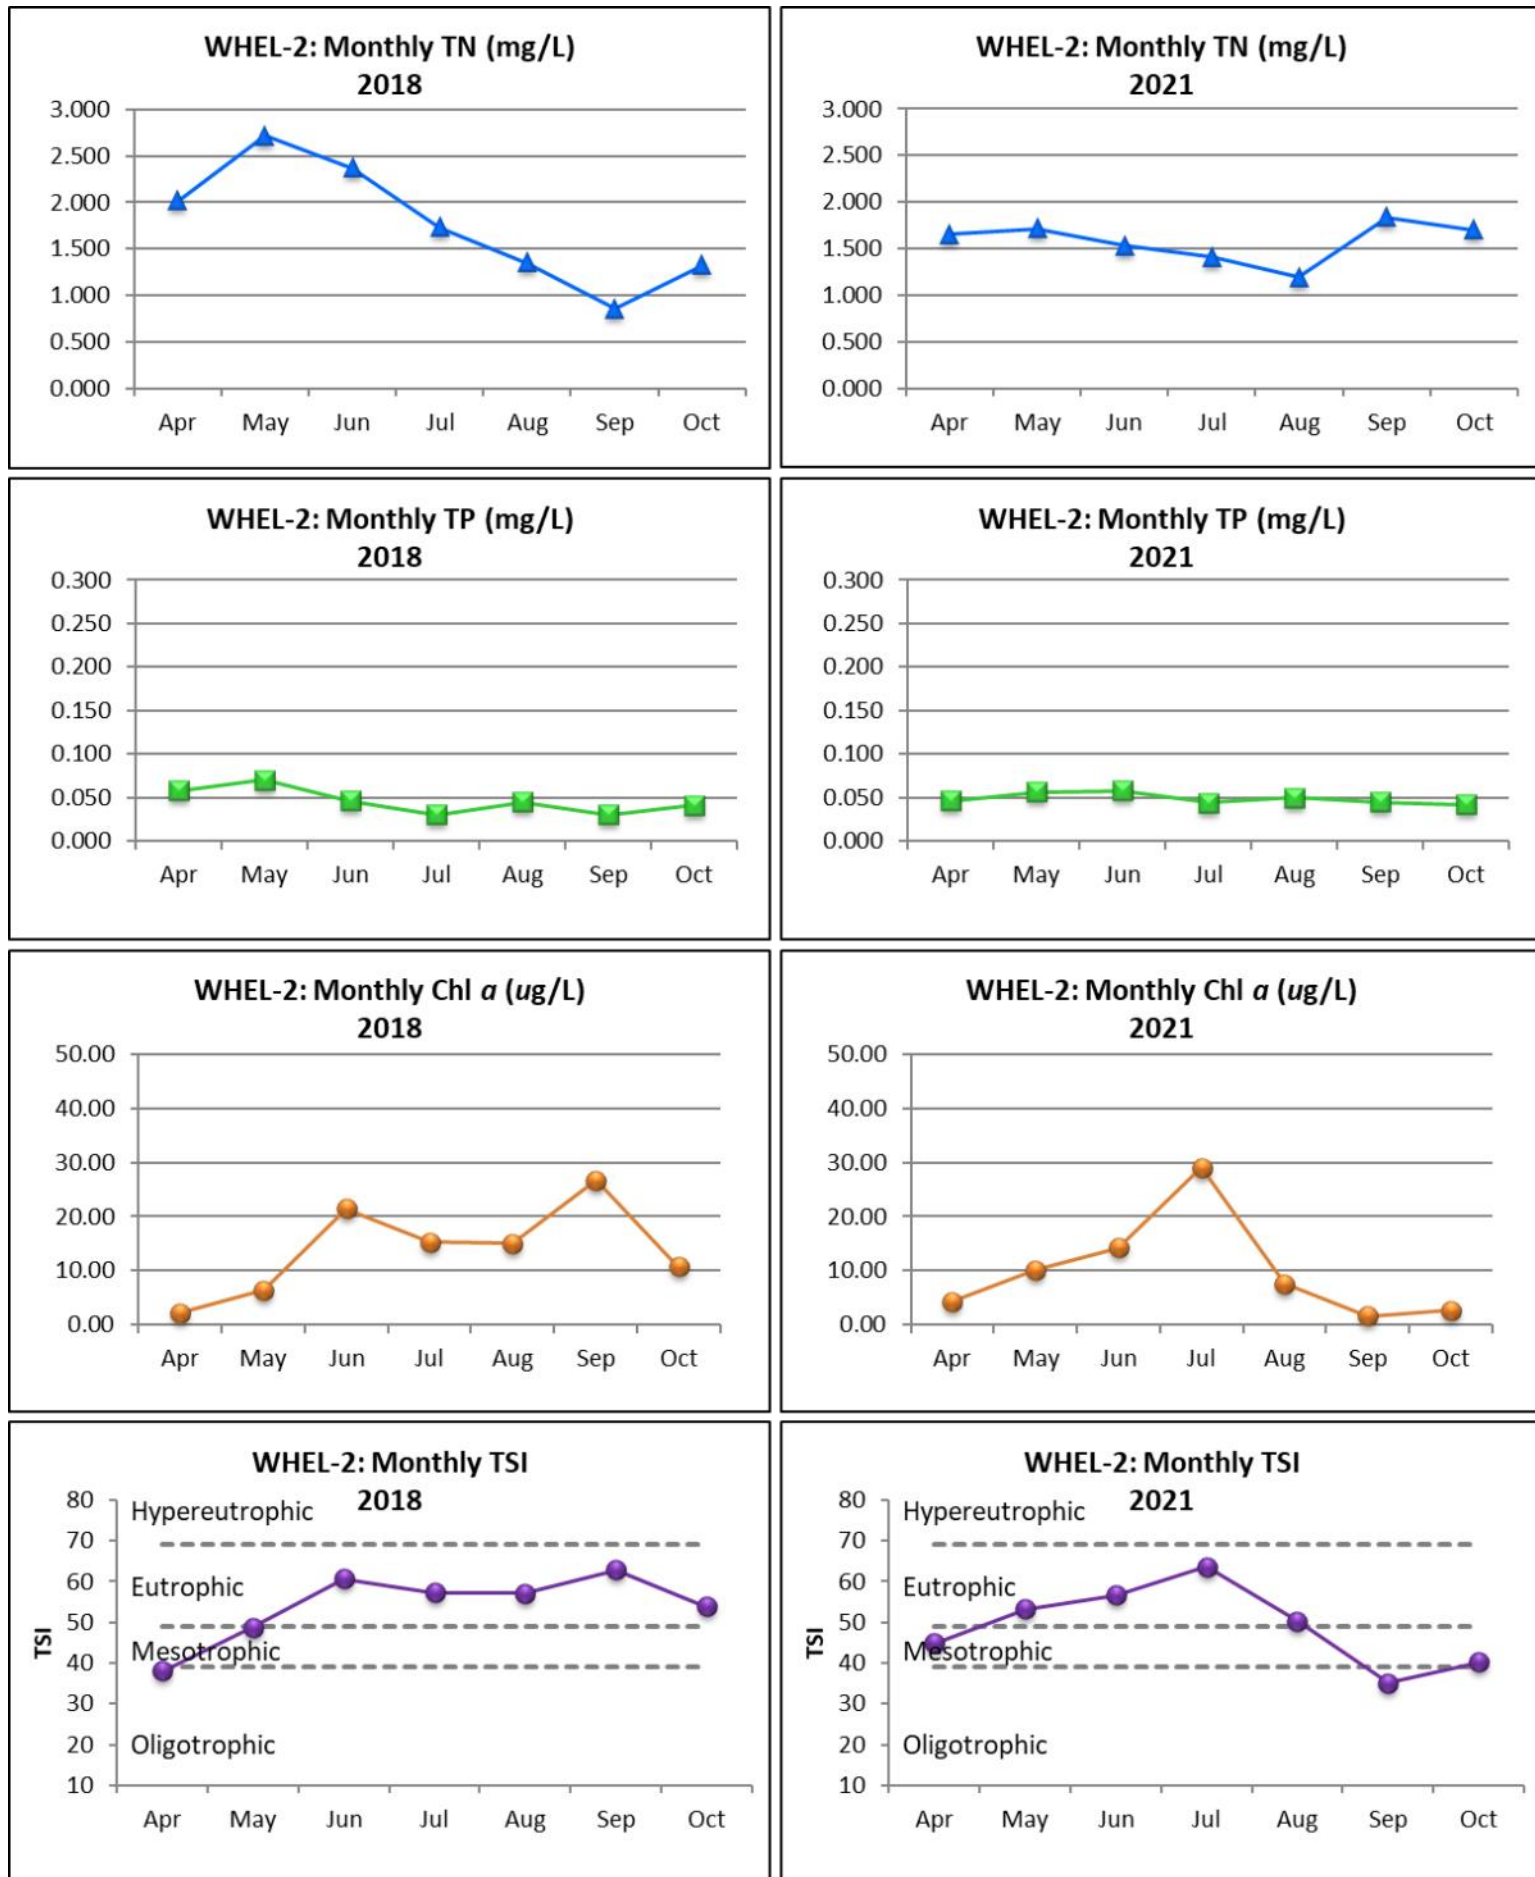 WHEL-2: Monthly TN (mg/L)
2018
3.000
2.500
2.000
1.500
1.000
0.500
0.000
Apr May Jun Jul Aug Sep Oct
WHEL-2: Monthly TN (mg/L)
2021
3.000
2.500
2.000
1.500
1.000
0.500
0.000
Apr May Jun Jul Aug Sep Oct
WHEL-2: Monthly TP (mg/L)
2018
0.300
0.250
0.200
0.150
0.100
0.050
0.000
Apr May Jun Jul Aug Sep Oct
WHEL-2: Monthly TP (mg/L)
2021
0.300
0.250
0.200
0.150
0.100
0.050
0.000
Apr May Jun Jul Aug Sep Oct
WHEL-2: Monthly Chl a (ug/L)
2018
50.00
40.00
30.00
20.00
10.00
0.00
Apr May Jun Jul Aug Sep Oct
WHEL-2: Monthly Chl a (ug/L)
2021
50.00
40.00
30.00
20.00
10.00
0.00
Apr May Jun Jul Aug Sep Oct
WHEL-2: Monthly TSI
2018
TSI
80
Hypereutrophic
70
60
Eutrophic
50
Mesotrophic
40
30
20 Oligotrophic
10
Apr May Jun Jul Aug Sep Oct
WHEL-2: Monthly TSI
2021
TSI
80
Hypereutrophic
70
60
Eutrophic
50
Mesotrophic
40
30
20 Oligotrophic
10
Apr May Jun Jul Aug Sep Oct